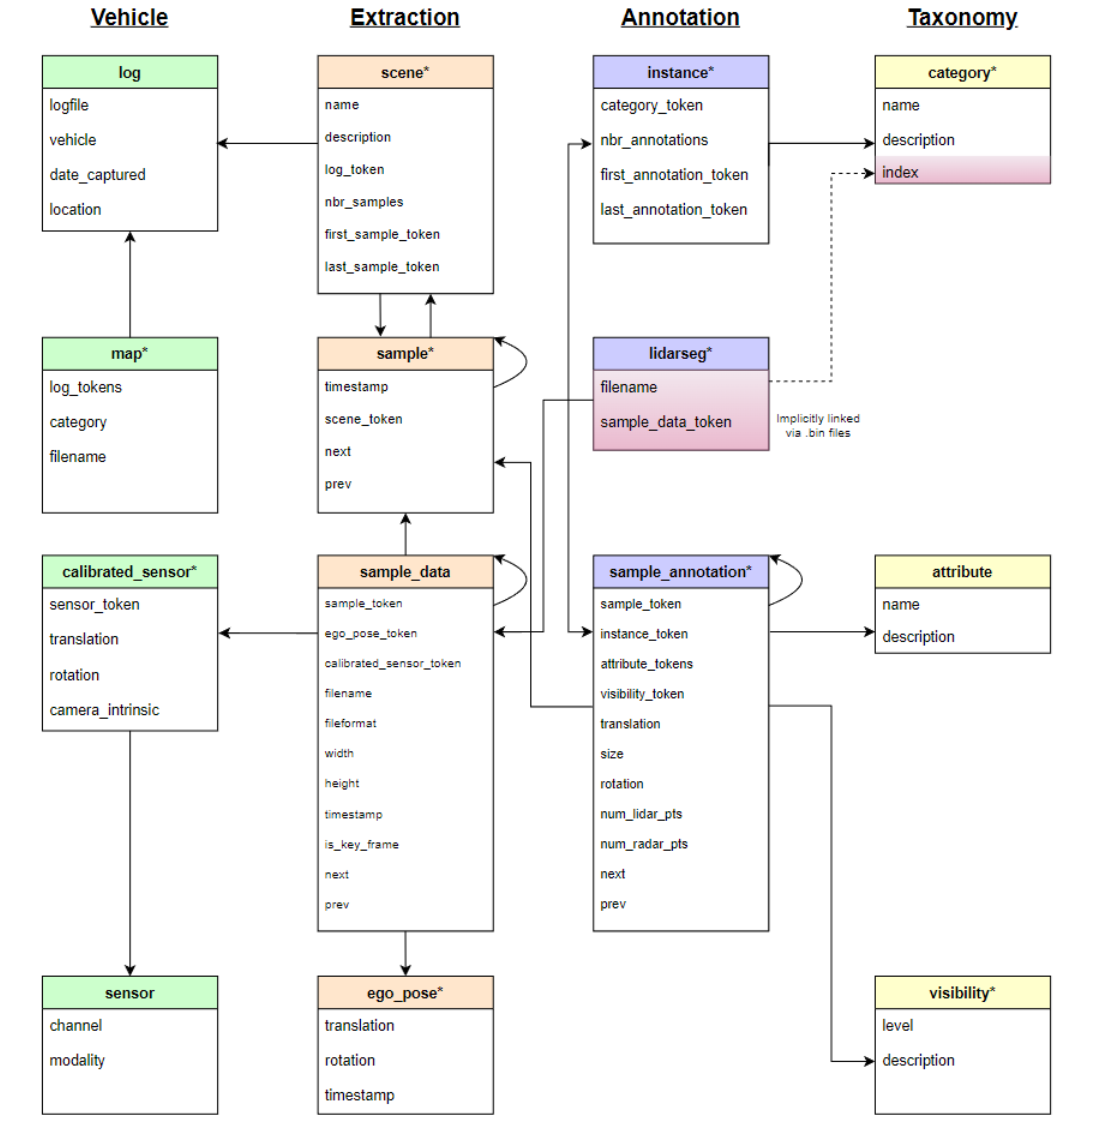 Vehicle
Extraction
Annotation
Taxonomy
log
logfile
vehicle
date_captured
location
scene*
name
description
log_token
nbr_samples
first_sample_token
last_sample_token
instance*
category_token
nbr_annotations
first_annotation_token
last_annotation_token
category*
name
description
index
map*
log_tokens
category
filename
sample*
timestamp
scene_token
next
prev
lidarseg*
filename
sample_data_token
Implicitly linked
via .bin files
calibrated_sensor*
sensor_token
translation
rotation
camera_intrinsic
sample_data
sample_token
ego_pose_token
calibrated_sensor_token
filename
fileformat
width
height
timestamp
is_key_frame
next
prev
sample_annotation*
sample_token
instance_token
attribute_tokens
visibility_token
translation
size
rotation
num_lidar_pts
num_radar_pts
next
prev
attribute
name
description
sensor
channel
modality
ego_pose*
translation
rotation
timestamp
visibility*
level
description